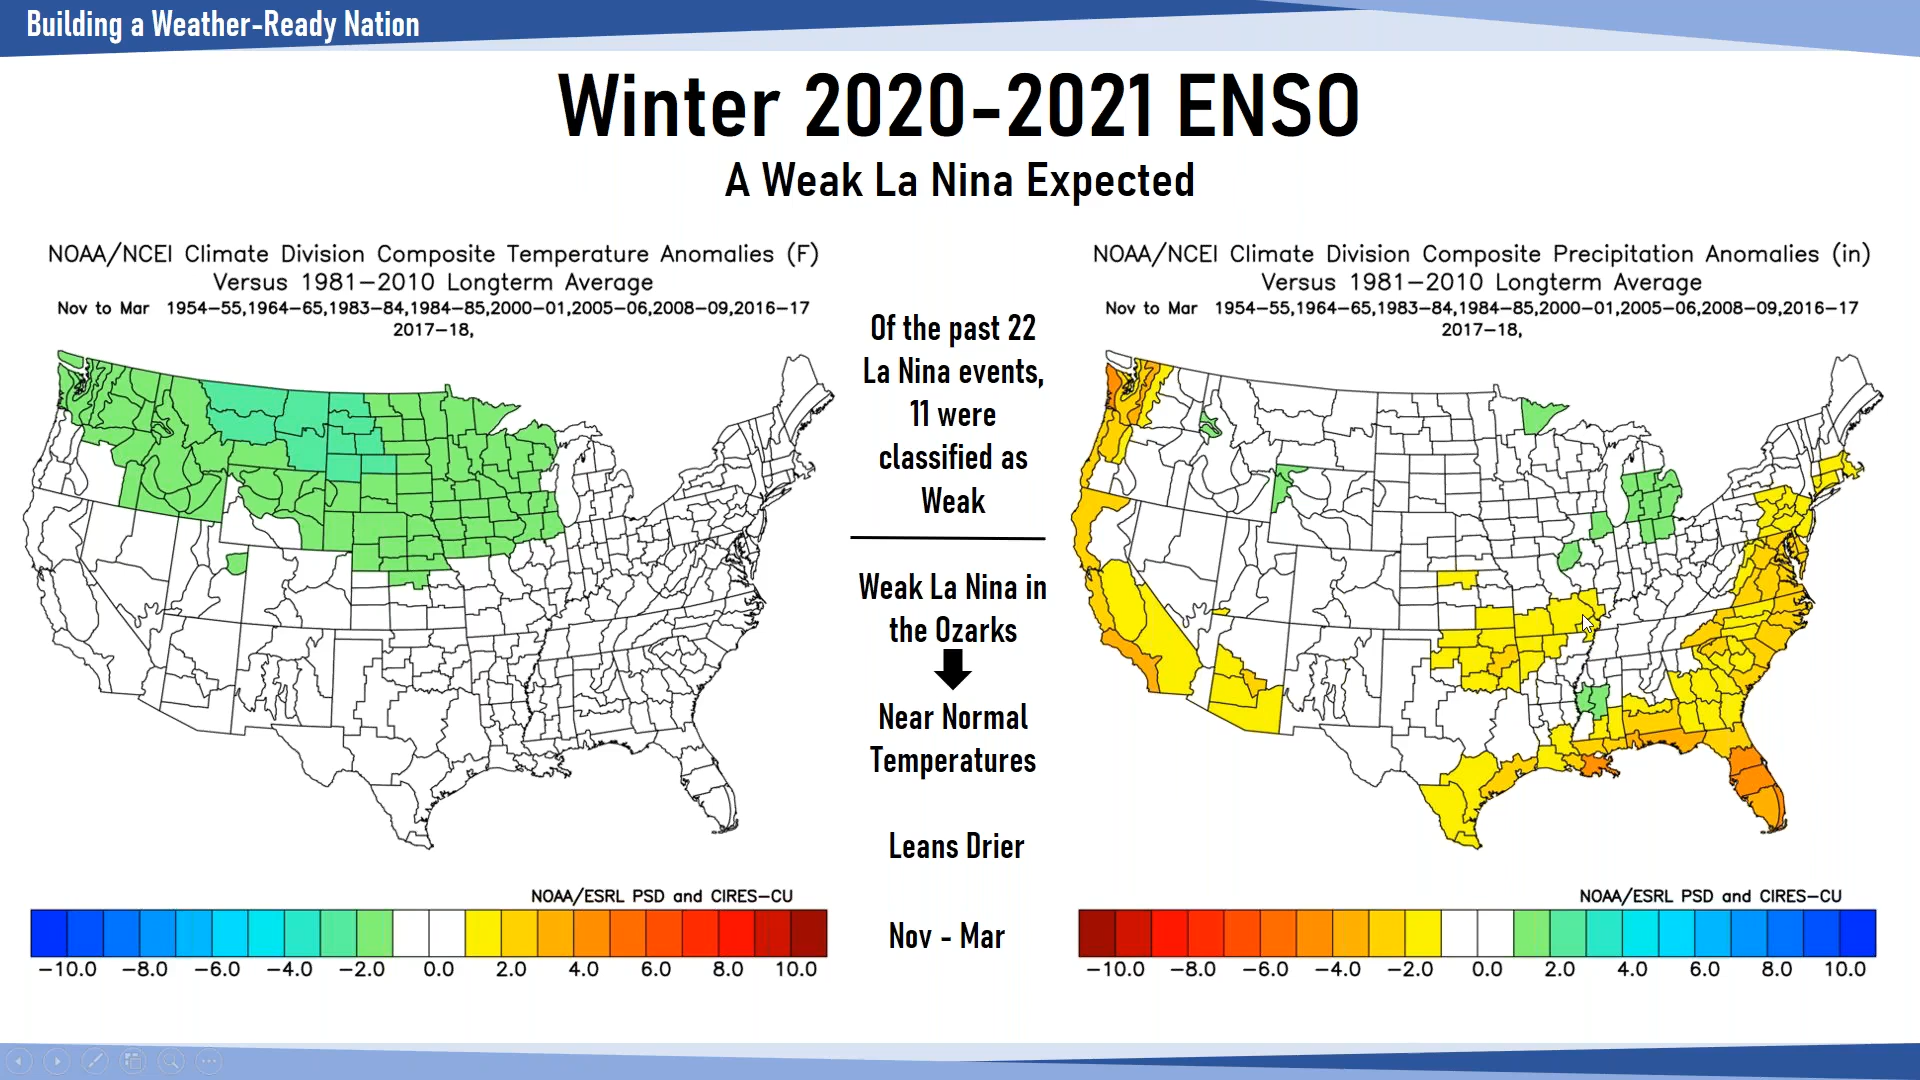 Building a Weather-Ready Nation
Winter 2020-2021 ENSO
A Weak La Nina Expected
NOAA/NCEI Climate Division Composite Temperature Anomalies (F)
Versus 1981-2010 Longterm Average
Nov to Mar 1954-55,1964-65,1983-84,1984-85,2000-01,2005-06,2008-09,2016-17
2017-18,
NOAA/ESRL PSD and CIRES-CU
-10.0 -8.0 -6.0 -4.0 -2.0 0.0 2.0 4.0 6.0 8.0 10.0
Of the past 22
La Nina events,
11 were
classified as
Weak
Weak La Nina in
the Ozarks
Near Normal
Temperatures
Leans Drier
Nov - Mar
NOAA/NCEI Climate Division Composite Precipitation Anomalies (in)
Versus 1981-2010 Longterm Average
Nov to Mar 1954-55,1964-65,1983-84,1984-85,2000-01,2005-06,2008-09,2016-17
2017-18,
NOAA/ESRL PSD and CIRES-CU
-10.0 -8.0 -6.0 -4.0 -2.0 0.0 2.0 4.0 6.0 8.0 10.0